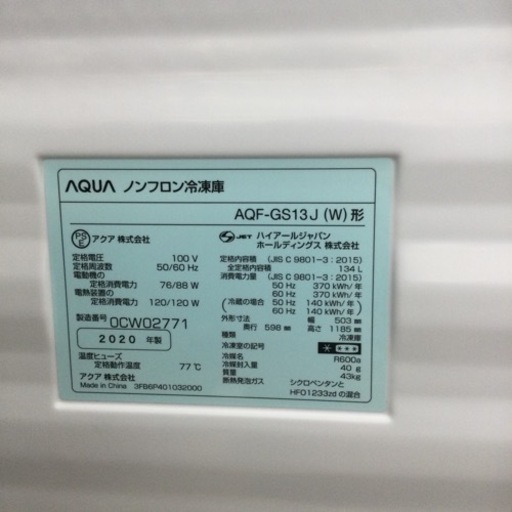 AQUA ノンフロン冷凍庫
AQF-GS13J (W) 形
PS E アクア 株式会社
定格電圧 100 V
定格周波数 50/60 Hz
電動機の
定格消費電力 76/88 W
電熱装置の
定格消費電力 120/120 W
製造番号 0CW02771
2020 年製
温度ヒューズ
定格動作温度 77℃
アクア 株式会社
Made in China 3FB6P401032000
JET ハイアールジャパン
ホールディングス 株式会社
定格内容積 (JIS C 9801-3:2015)
全定格内容積 134 L
消費電力量 (JIS C 9801-3:2015)
50 Hz 370 kWh/年
60 Hz 370 kWh/年
(冷蔵の場合 50 Hz 140 kWh/年)
60 Hz 140 kWh/年
外形寸法 幅 503 mm
奥行 598 mm 高さ 1185 mm
種類 冷凍庫
冷凍室の記号
冷媒名 R600a
冷媒封入量 40 g
質量 43kg
断熱発泡ガス シクロペンタンと
HFO1233zd の混合